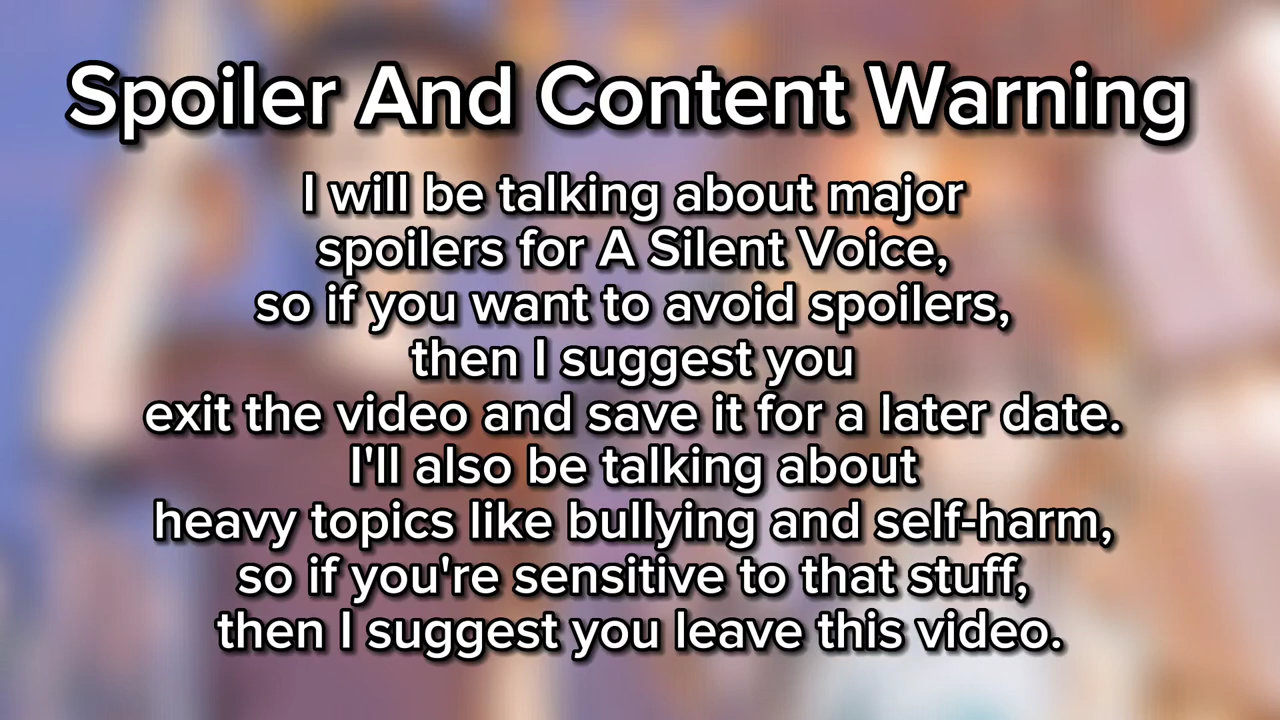 Spoiler And Content Warning
I will be talking about major
spoilers for A Silent Voice,
so if you want to avoid spoilers,
then I suggest you
exit the video and save it for a later date.
I'll also be talking about
heavy topics like bullying and self-harm,
so if you're sensitive to that stuff,
then I suggest you leave this video.